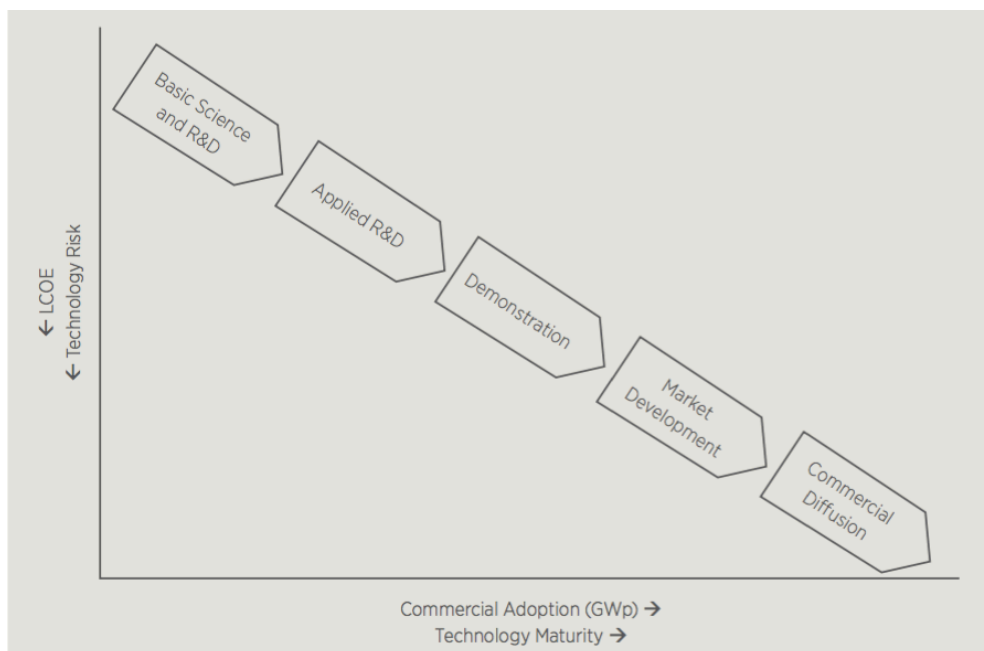 Basic Science
and R&D
Applied R&D
Demonstration
Market
Development
Commercial
Diffusion
← LCOE
← Technology Risk
Commercial Adoption (GWp) →
Technology Maturity →